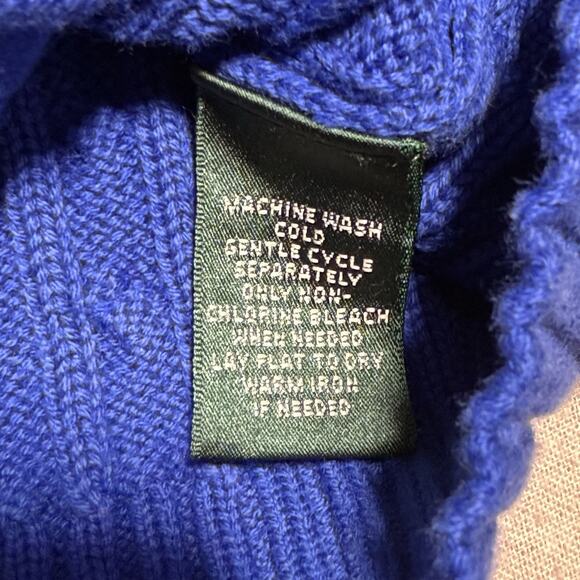 MACHINE WASH
COLD
GENTLE CYCLE
SEPARATELY
ONLY NON-
CHLORINE BLEACH
WHEN NEEDED
LAY FLAT TO DRY
WARM IRON
IF NEEDED